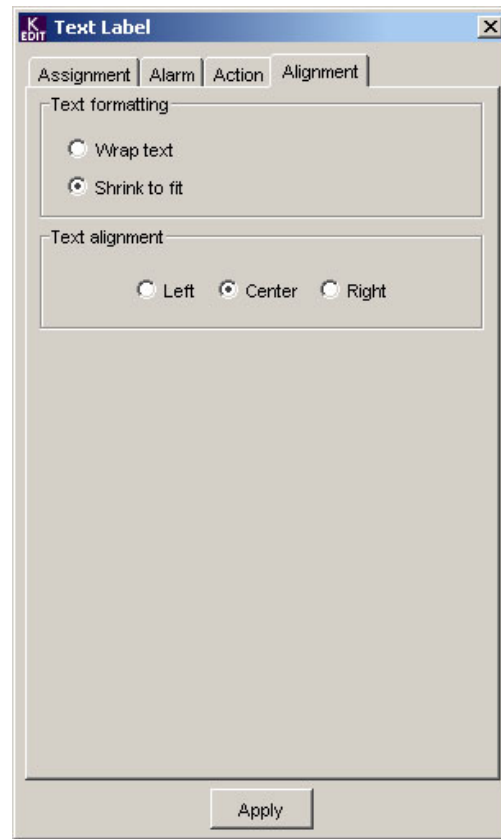 K EDIT Text Label
Assignment Alarm Action Alignment
Text formatting
Wrap text
Shrink to fit
Text alignment
Left Center Right
Apply